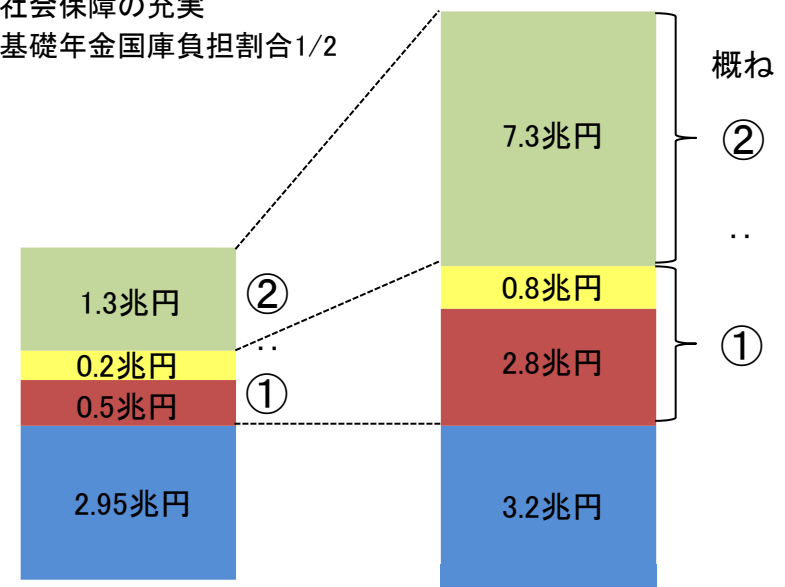 社会保障の充実
基礎年金国庫負担割合1/2
概ね
7.3兆円
②
:
0.8兆円
2.8兆円
①
3.2兆円
1.3兆円
②
:
0.2兆円
0.5兆円
①
2.95兆円